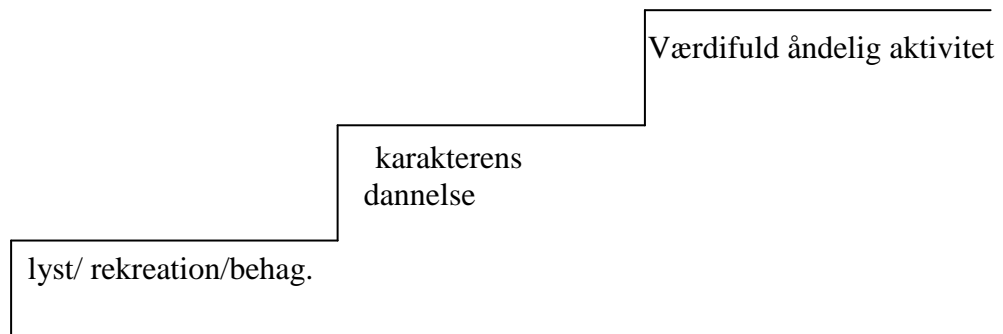 Værdifuld åndelig aktivitet
karakterens
dannelse
lyst/ rekreation/behag.